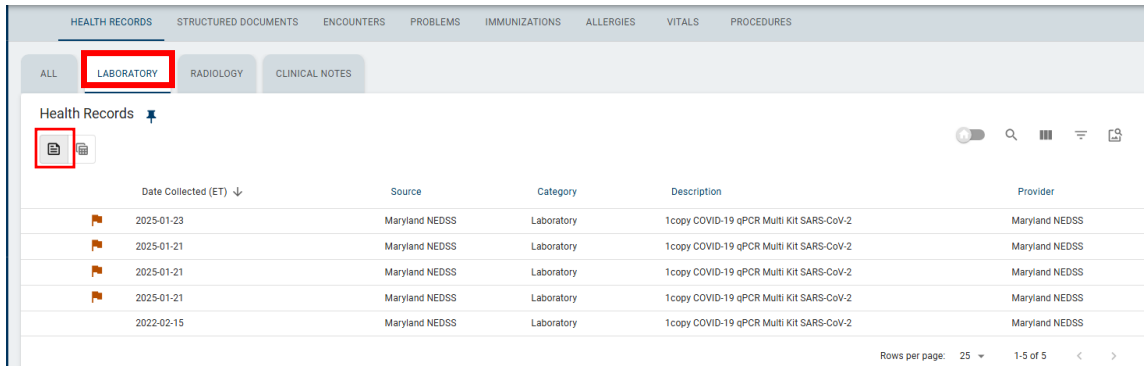 HEALTH RECORDS STRUCTURED DOCUMENTS ENCOUNTERS PROBLEMS IMMUNIZATIONS ALLERGIES VITALS PROCEDURES
ALL LABORATORY RADIOLOGY CLINICAL NOTES
Health Records
Date Collected (ET) Source Category Description Provider
2025-01-23 Maryland NEDSS Laboratory 1copy COVID-19 qPCR Multi Kit SARS-CoV-2 Maryland NEDSS
2025-01-21 Maryland NEDSS Laboratory 1copy COVID-19 qPCR Multi Kit SARS-CoV-2 Maryland NEDSS
2025-01-21 Maryland NEDSS Laboratory 1copy COVID-19 qPCR Multi Kit SARS-CoV-2 Maryland NEDSS
2025-01-21 Maryland NEDSS Laboratory 1copy COVID-19 qPCR Multi Kit SARS-CoV-2 Maryland NEDSS
2022-02-15 Maryland NEDSS Laboratory 1copy COVID-19 qPCR Multi Kit SARS-CoV-2 Maryland NEDSS
Rows per page: 25 1-5 of 5